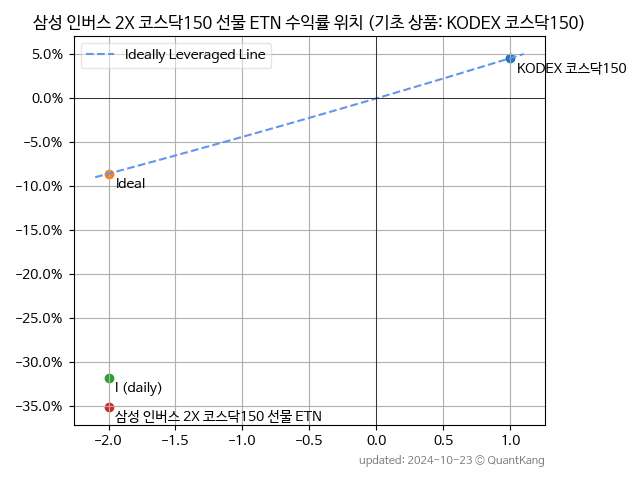 삼성 인버스 2X 코스닥150 선물 ETN 수익률 위치 (기초 상품: KODEX 코스닥150)
5.0%
0.0%
−5.0%
−10.0%
−15.0%
−20.0%
−25.0%
−30.0%
−35.0%
Ideally Leveraged Line
KODEX 코스닥150
Ideal
I (daily)
삼성 인버스 2X 코스닥150 선물 ETN
−2.0 −1.5 −1.0 −0.5 0.0 0.5 1.0
updated: 2024-10-23 © QuantKang